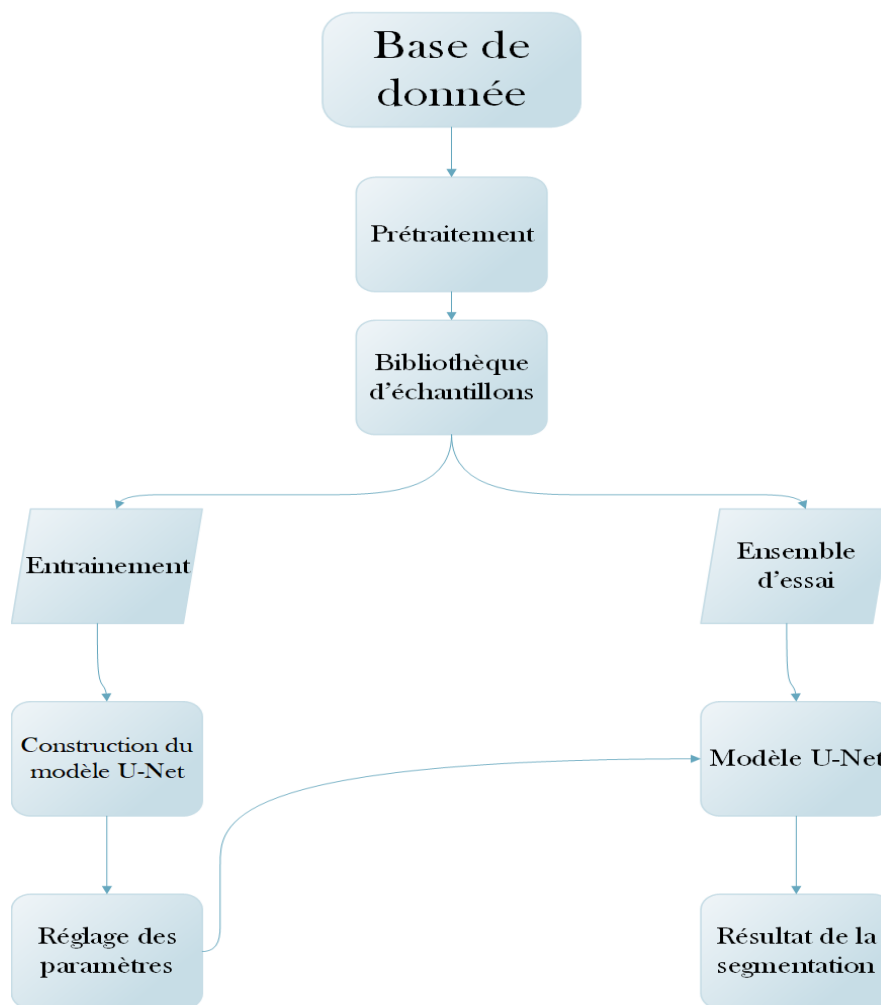 Base de
donnée
Prétraitement
Bibliothèque
d'échantillons
Entrainement
Ensemble
d'essai
Construction du
modèle U-Net
Modèle U-Net
Réglage des
paramètres
Résultat de la
segmentation